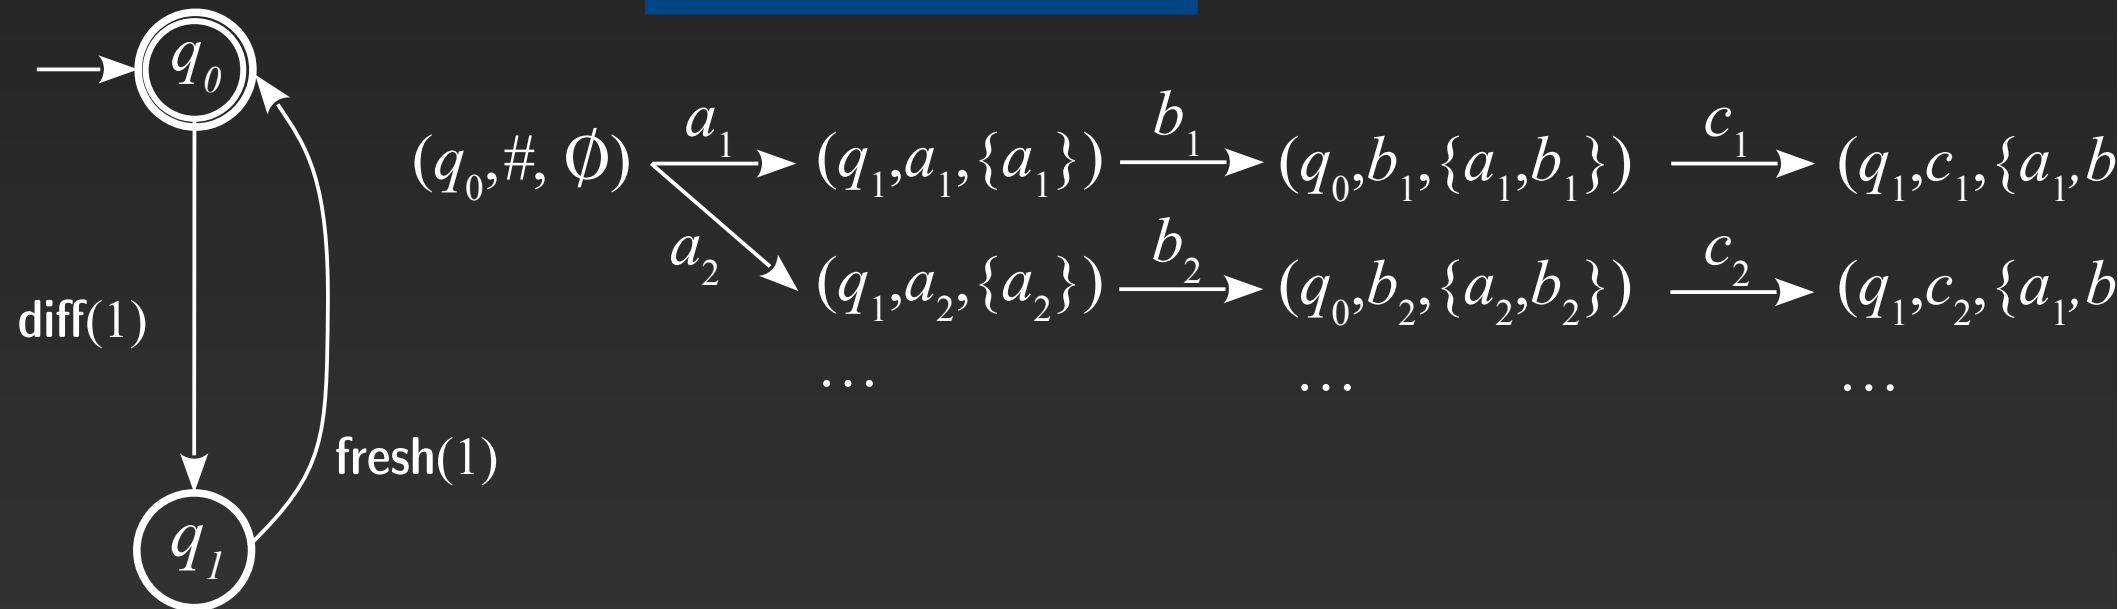 q₀
(q₀,#, ϕ) a₁ (q₁,a₁,{a₁}) b₁ (q₀,b₁,{a₁,b₁}) c₁ (q₁,c₁,{a₁,b
a₂ (q₁,a₂,{a₂}) b₂ (q₀,b₂,{a₂,b₂}) c₂ (q₁,c₂,{a₁,b
diff(1)
... ... ...
fresh(1)
q₁